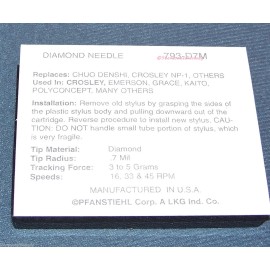 DIAMOND NEEDLE 793-D7M
Replaces: CHUO DENSHI, CROSLEY NP-1, OTHERS
Used In: CROSLEY, EMERSON, GRACE, KAITO,
POLYCONCEPT, MANY OTHERS
Installation: Remove old stylus by grasping the sides of
the plastic stylus body and pulling downward out of the
cartridge. Reverse procedure to install new stylus. CAU-
TION: DO NOT handle small tube portion of stylus, which
is fragile.
Tip Material: Diamond
Tip Radius: .7 Mil
Tracking Force: 3 to 5 Grams
Speeds: 16, 33 & 45 RPM
MANUFACTURED IN U.S.A.
©PFANSTIEHL Corp. A LKG Ind. Co.